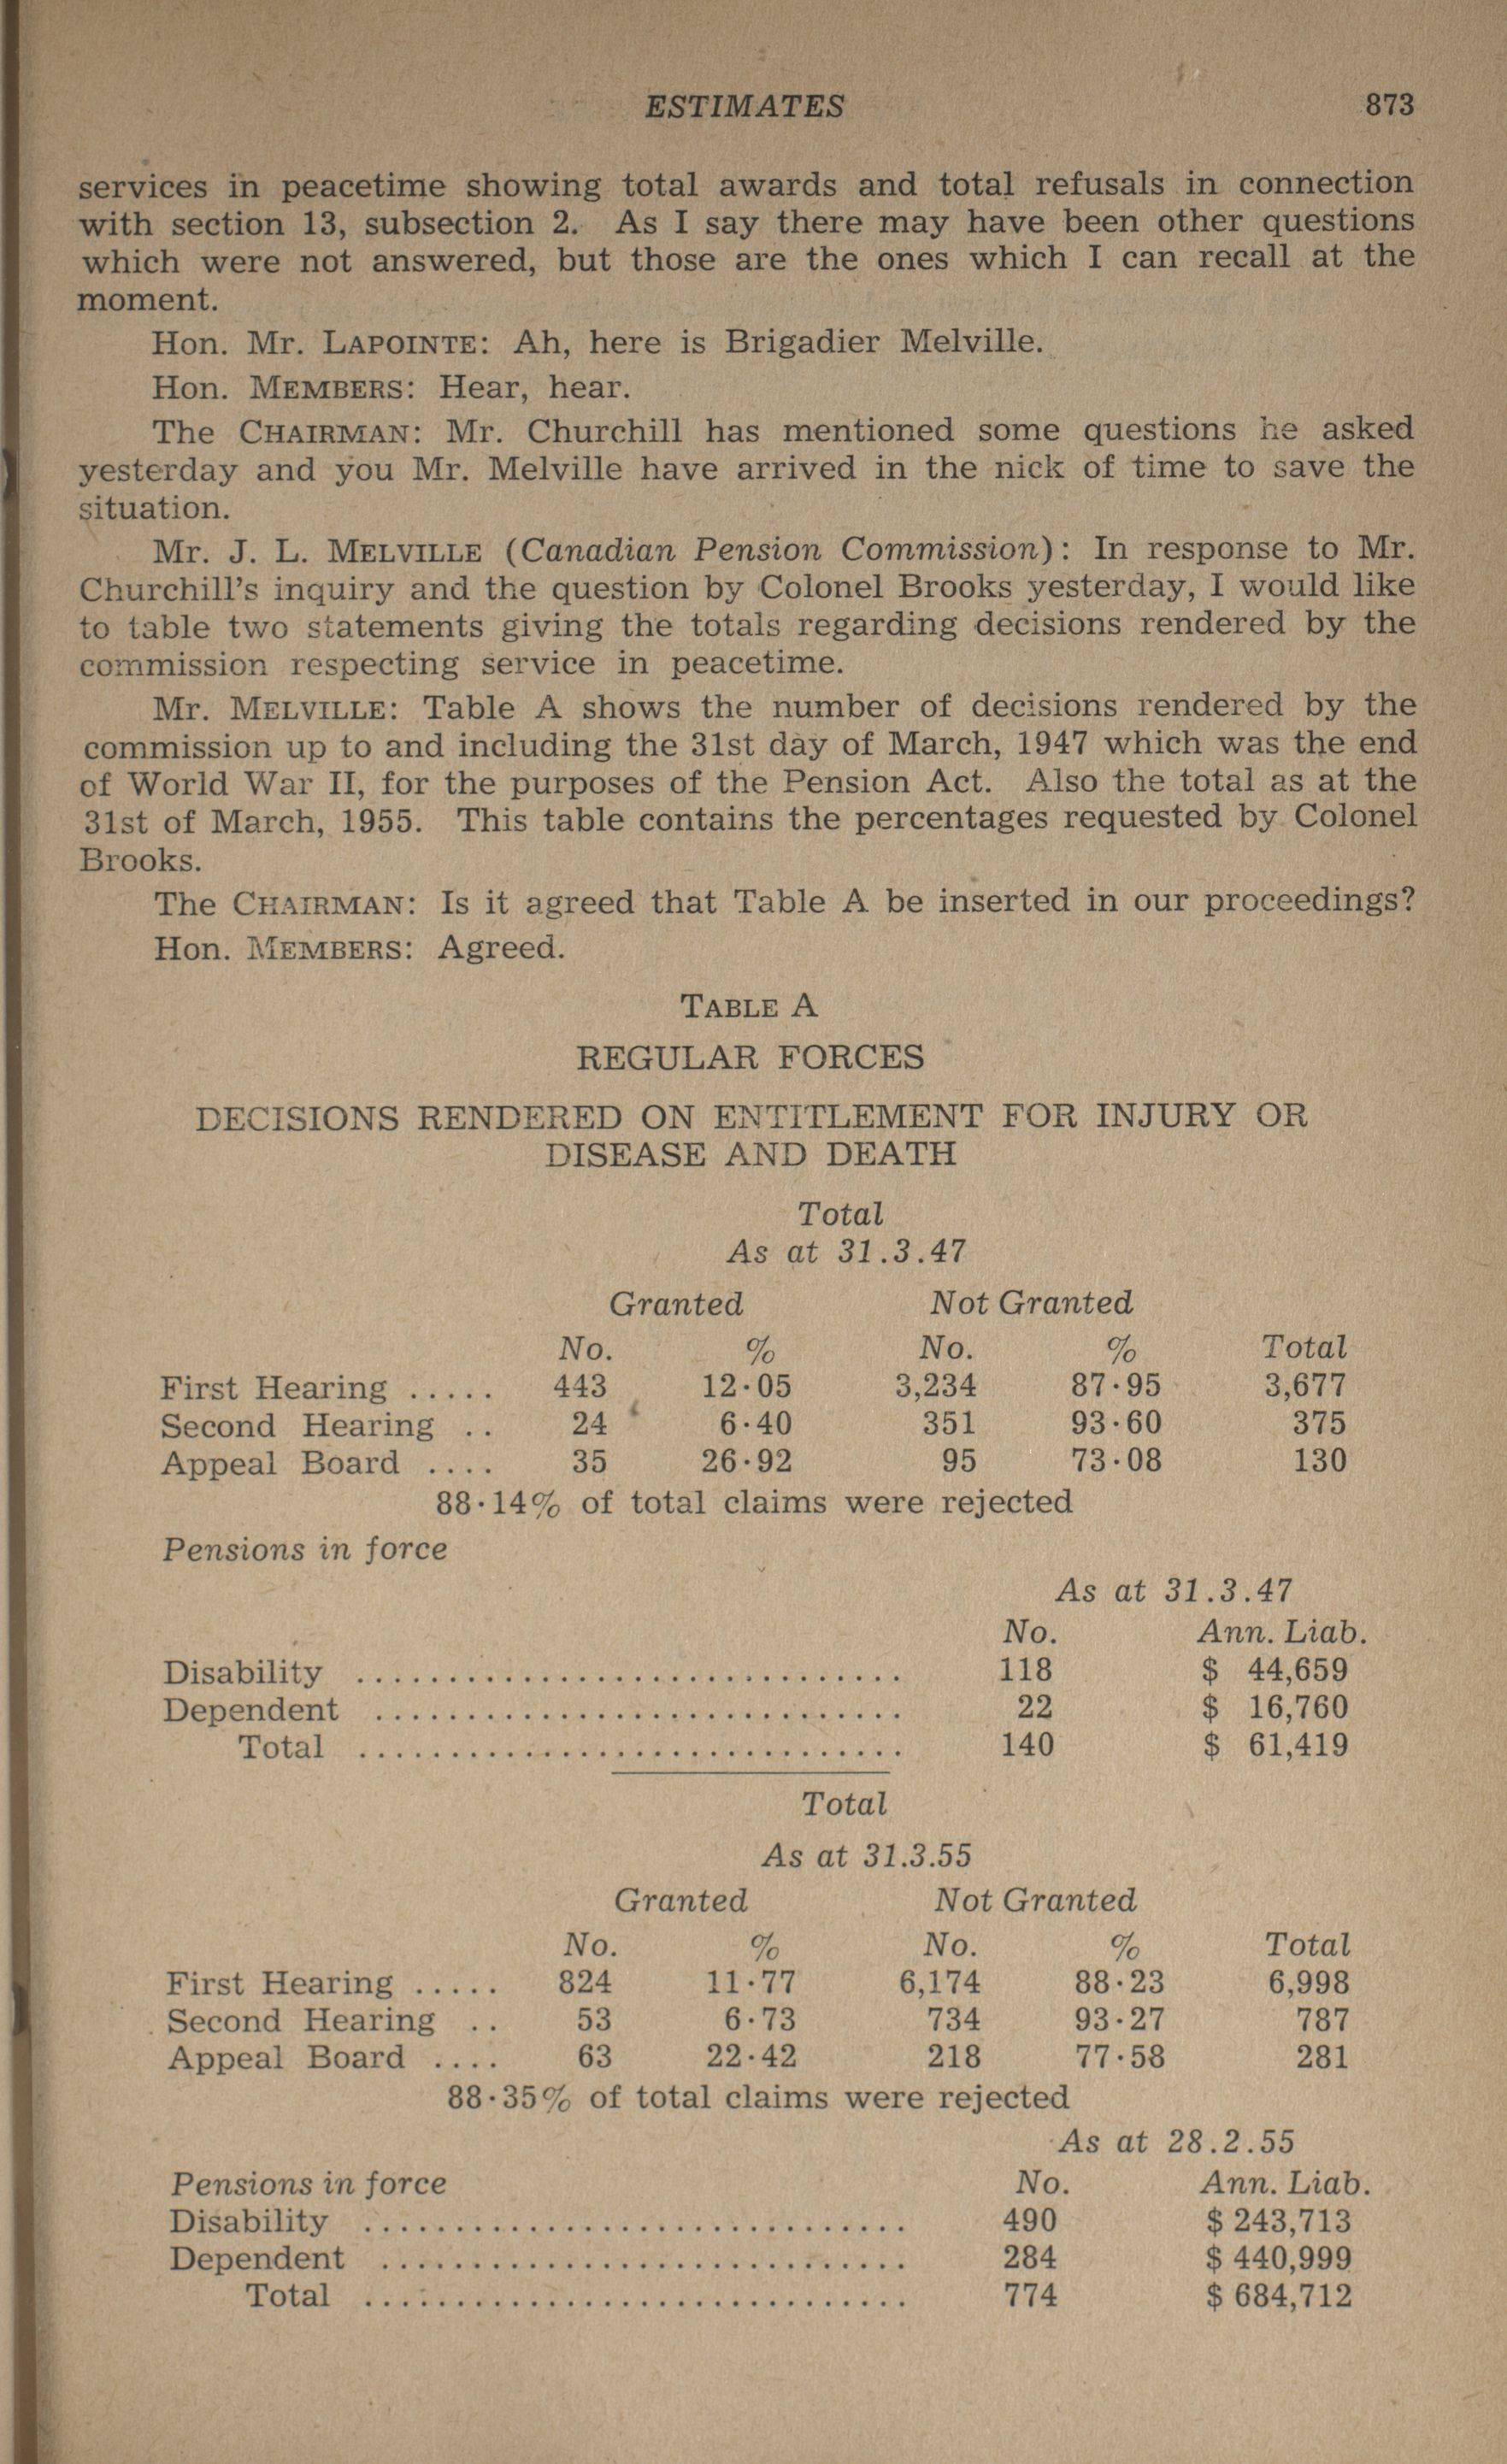 ESTIMATES 873
services in peacetime showing total awards and total refusals in connection
with section 13, subsection 2. As I say there may have been other questions
which were not answered, but those are the ones which I can recall at the
moment.
Hon. Mr. LAPOINTE: Ah, here is Brigadier Melville.
Hon. MEMBERS: Hear, hear.
The CHAIRMAN: Mr. Churchill has mentioned some questions he asked
yesterday and you Mr. Melville have arrived in the nick of time to save the
situation.
Mr. J. L. MELVILLE (Canadian Pension Commission): In response to Mr.
Churchill's inquiry and the question by Colonel Brooks yesterday, I would like
to table two statements giving the totals regarding decisions rendered by the
commission respecting service in peacetime.
Mr. MELVILLE: Table A shows the number of decisions rendered by the
commission up to and including the 31st day of March, 1947 which was the end
of World War II, for the purposes of the Pension Act. Also the total as at the
31st of March, 1955. This table contains the percentages requested by Colonel
Brooks.
The CHAIRMAN: Is it agreed that Table A be inserted in our proceedings?
Hon. MEMBERS: Agreed.
TABLE A
REGULAR FORCES
DECISIONS RENDERED ON ENTITLEMENT FOR INJURY OR
DISEASE AND DEATH
Total
As at 31.3.47
Granted Not Granted
No. % No. % Total
First Hearing ..... 443 12·05 3,234 87·95 3,677
Second Hearing .. 24 6·40 351 93·60 375
Appeal Board .... 35 26·92 95 73·08 130
88·14% of total claims were rejected
Pensions in force
As at 31.3.47
No. Ann. Liab.
Disability .............................. 118 $ 44,659
Dependent ............................. 22 $ 16,760
Total .............................. 140 $ 61,419
Total
As at 31.3.55
Granted Not Granted
No. % No. % Total
First Hearing ..... 824 11·77 6,174 88·23 6,998
Second Hearing .. 53 6·73 734 93·27 787
Appeal Board .... 63 22·42 218 77·58 281
88·35% of total claims were rejected
As at 28.2.55
Pensions in force No. Ann. Liab.
Disability .............................. 490 $ 243,713
Dependent ............................. 284 $ 440,999
Total .............................. 774 $ 684,712